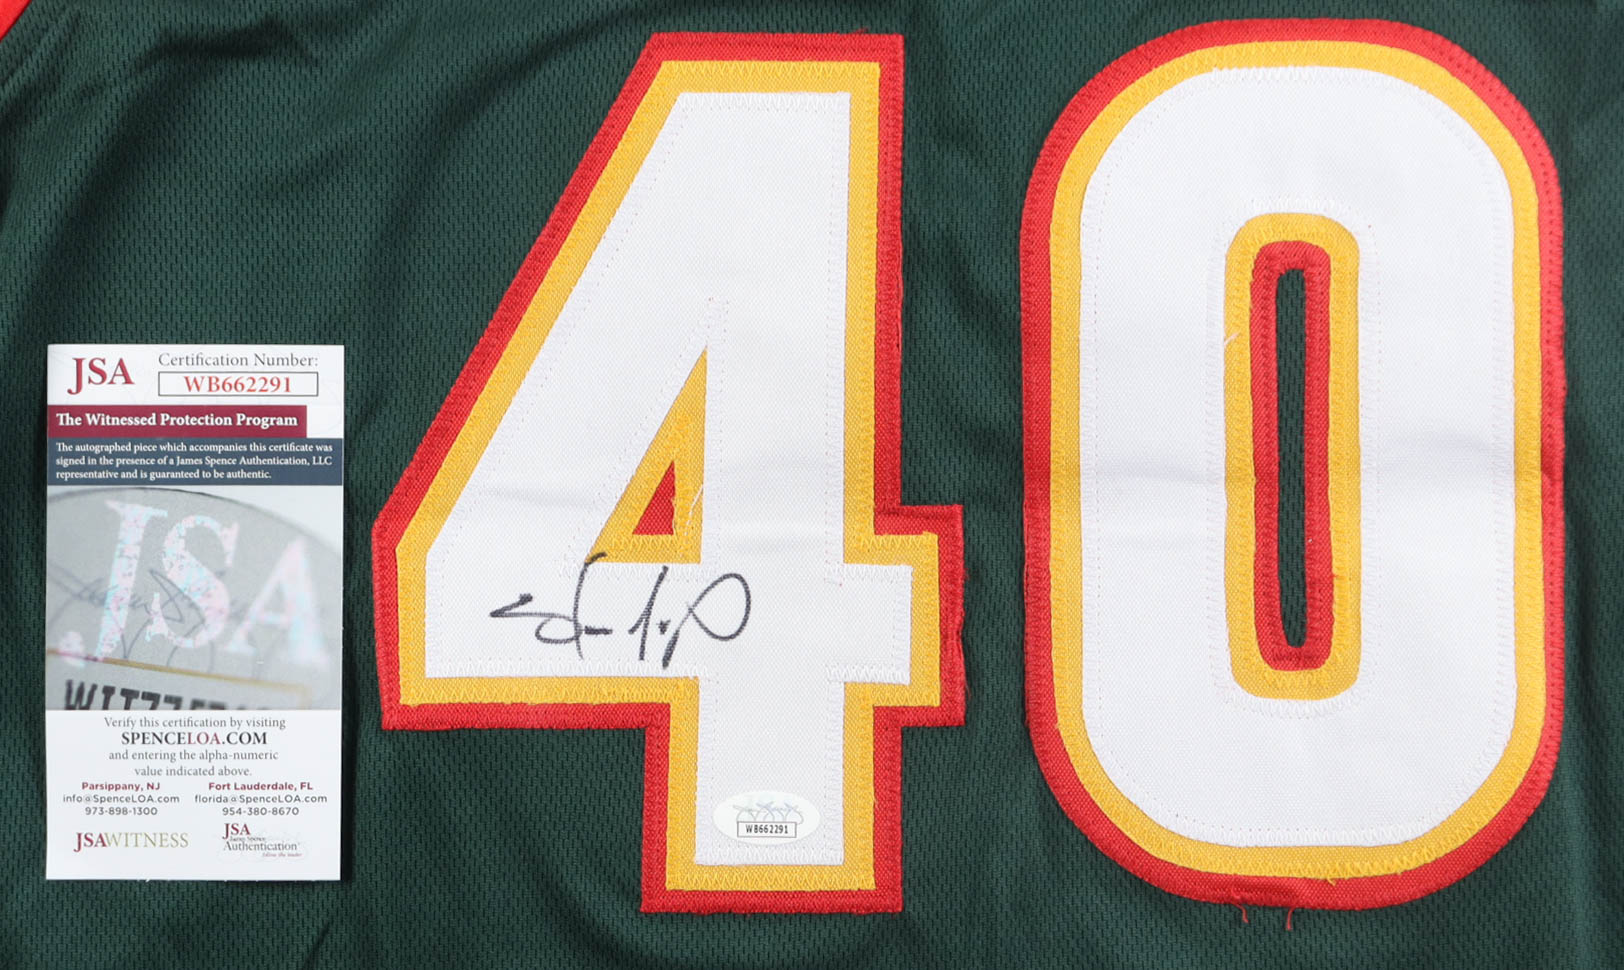 40
JSA
Certification Number:
WB662291
The Witnessed Protection Program
The autographed piece which accompanies this certificate was
signed in the presence of a James Spence Authentication, LLC
representative and is guaranteed to be authentic.
JSA
Verify this certification by visiting
SPENCELOA.COM
and entering the alpha-numeric
value indicated above.
Parsippany, NJ
info@SpenceLOA.com
973-898-1300
Fort Lauderdale, FL
florida@SpenceLOA.com
954-380-8670
JSAWITNESS
JSA
James Spence
Authentication
WB662291